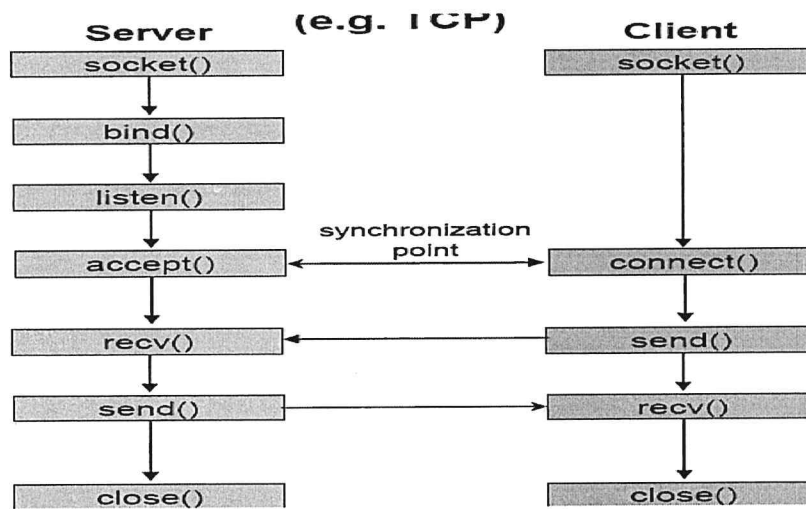 (e.g. TCP)
Server
Client
socket()
socket()
bind()
listen()
synchronization
point
accept()
connect()
recv()
send()
send()
recv()
close()
close()